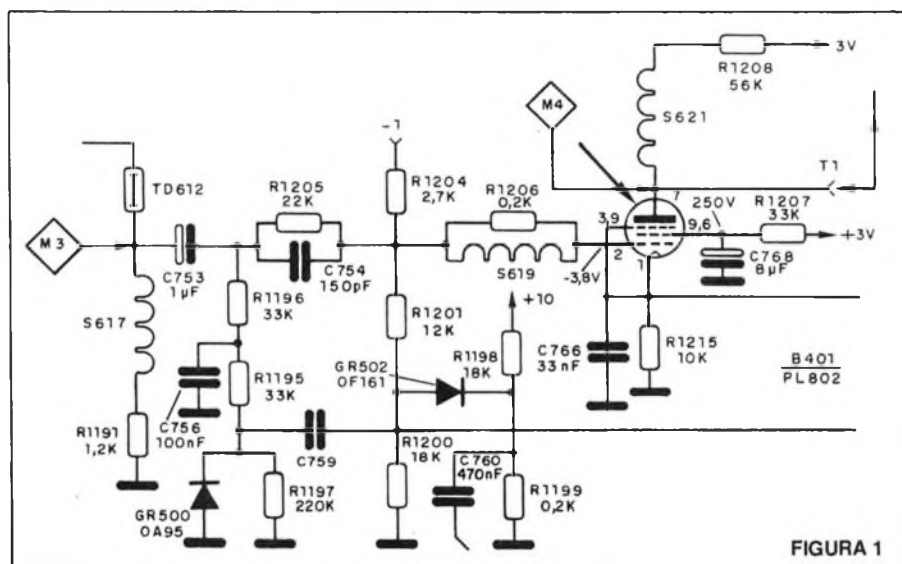 R1208
56K
3V
M4
S621
-1
T1
TD612
R1205
22K
R1204
2,7K
R1206
0,2K
7
250V
R1207
33K
M3
3,9
9,6
+3V
2
1
C753
1µF
C754
150pF
S619
-3,8V
C768
8µF
S617
R1196
33K
R1201
12K
+10
R1198
18K
C766
33nF
R1215
10K
B401
PL802
GR502
OF161
R1195
33K
R1191
1,2K
C756
100nF
C759
R1200
18K
C760
470nF
R1199
0,2K
GR500
OA95
R1197
220K
FIGURA 1